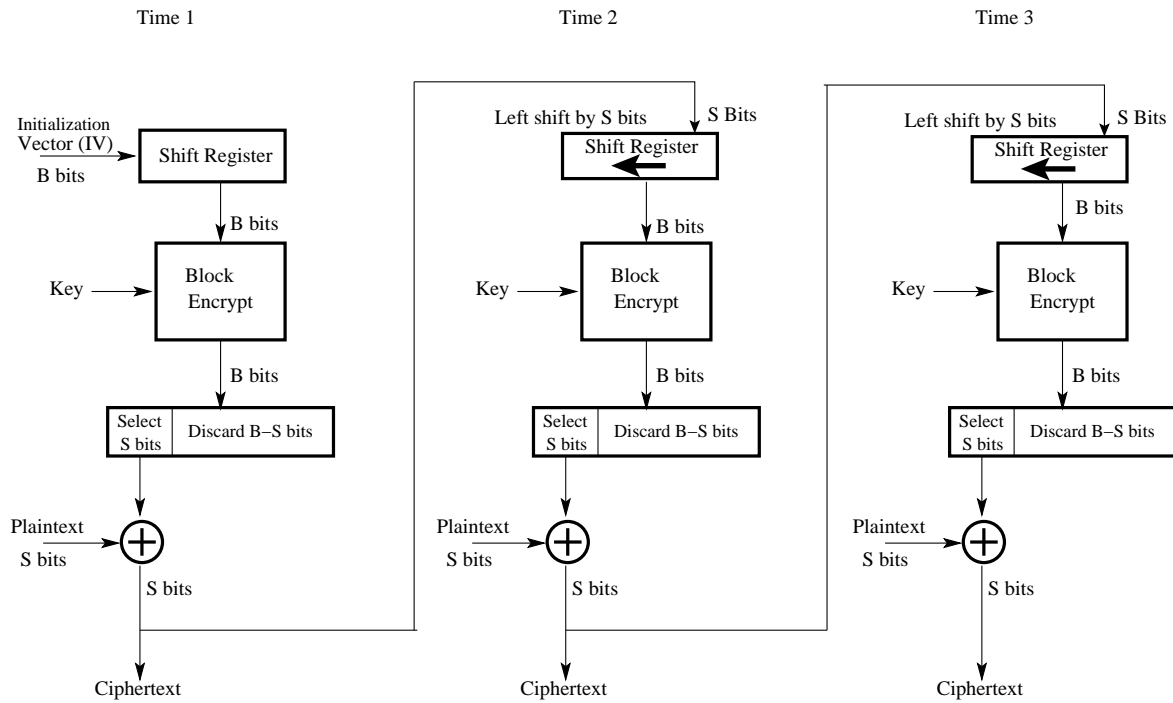 Time 1
Time 2
Time 3
Initialization
Vector (IV)
B bits
Shift Register
B bits
Key
Block
Encrypt
B bits
Select
S bits
Discard B−S bits
Plaintext
S bits
S bits
Ciphertext
Left shift by S bits
S Bits
Shift Register
B bits
Key
Block
Encrypt
B bits
Select
S bits
Discard B−S bits
Plaintext
S bits
S bits
Ciphertext
Left shift by S bits
S Bits
Shift Register
B bits
Key
Block
Encrypt
B bits
Select
S bits
Discard B−S bits
Plaintext
S bits
S bits
Ciphertext